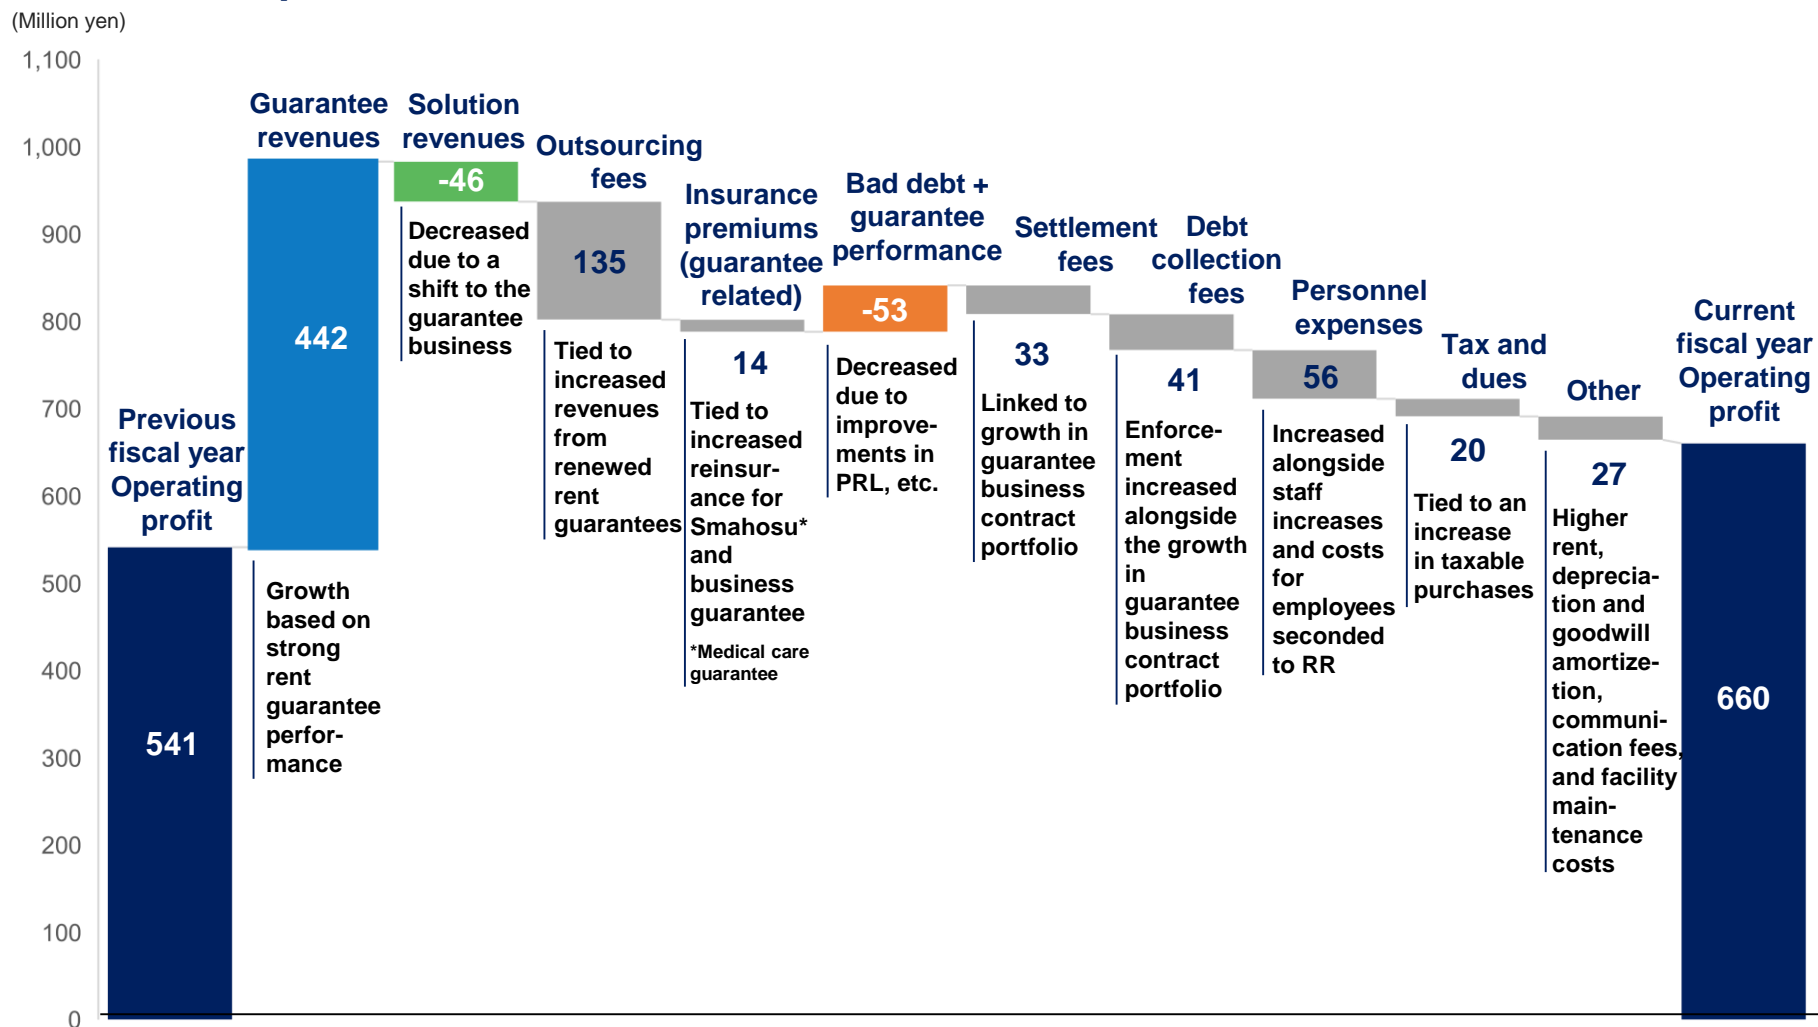 (Million yen)
1,100
1,000
900
800
700
600
500
400
300
200
100
0
Previous
fiscal year
Operating
profit
541
Guarantee
revenues
442
Growth
based on
strong
rent
guarantee
perfor-
mance
Solution
revenues
-46
Decreased
due to a
shift to the
guarantee
business
Outsourcing
fees
135
Tied to
increased
revenues
from
renewed
rent
guarantees
Insurance
premiums
(guarantee
related)
14
Tied to
increased
reinsur-
ance for
Smahosu*
and
business
guarantee
*Medical care
guarantee
Bad debt +
guarantee
performance
-53
Decreased
due to
improve-
ments in
PRL, etc.
Settlement
fees
33
Linked to
growth in
guarantee
business
contract
portfolio
Debt
collection
fees
41
Enforce-
ment
increased
alongside
the growth
in
guarantee
business
contract
portfolio
Personnel
expenses
56
Increased
alongside
staff
increases
and costs
for
employees
seconded
to RR
Tax and
dues
20
Tied to an
increase
in taxable
purchases
Other
27
Higher
rent,
deprecia-
tion and
goodwill
amortize-
tion,
communi-
cation fees,
and facility
main-
tenance
costs
Current
fiscal year
Operating
profit
660